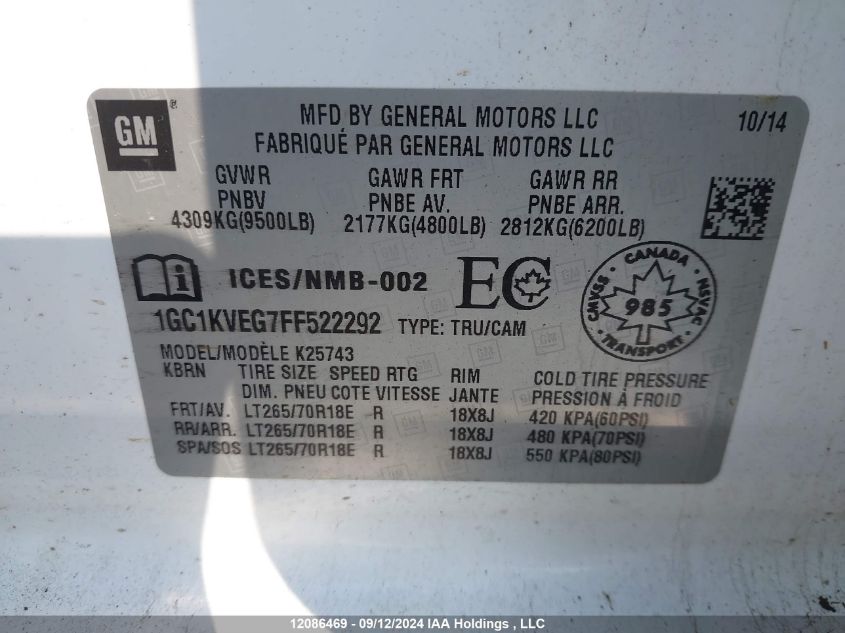 GM®
MFD BY GENERAL MOTORS LLC 10/14
FABRIQUÉ PAR GENERAL MOTORS LLC
GVWR GAWR FRT GAWR RR
PNBV PNBE AV. PNBE ARR.
4309KG(9500LB) 2177KG(4800LB) 2812KG(6200LB)
i ICES/NMB-002 EC
CANADA
CMVSS 985 NSVAC
TRANSPORT
1GC1KVEG7FF522292 TYPE: TRU/CAM
MODEL/MODÈLE K25743
KBRN TIRE SIZE SPEED RTG RIM COLD TIRE PRESSURE
DIM. PNEU COTE VITESSE JANTE PRESSION À FROID
FRT/AV. LT265/70R18E R 18X8J 420 KPA(60PSI)
RR/ARR. LT265/70R18E R 18X8J 480 KPA(70PSI)
SPA/SOS LT265/70R18E R 18X8J 550 KPA(80PSI)
12086469 - 09/12/2024 IAA Holdings , LLC